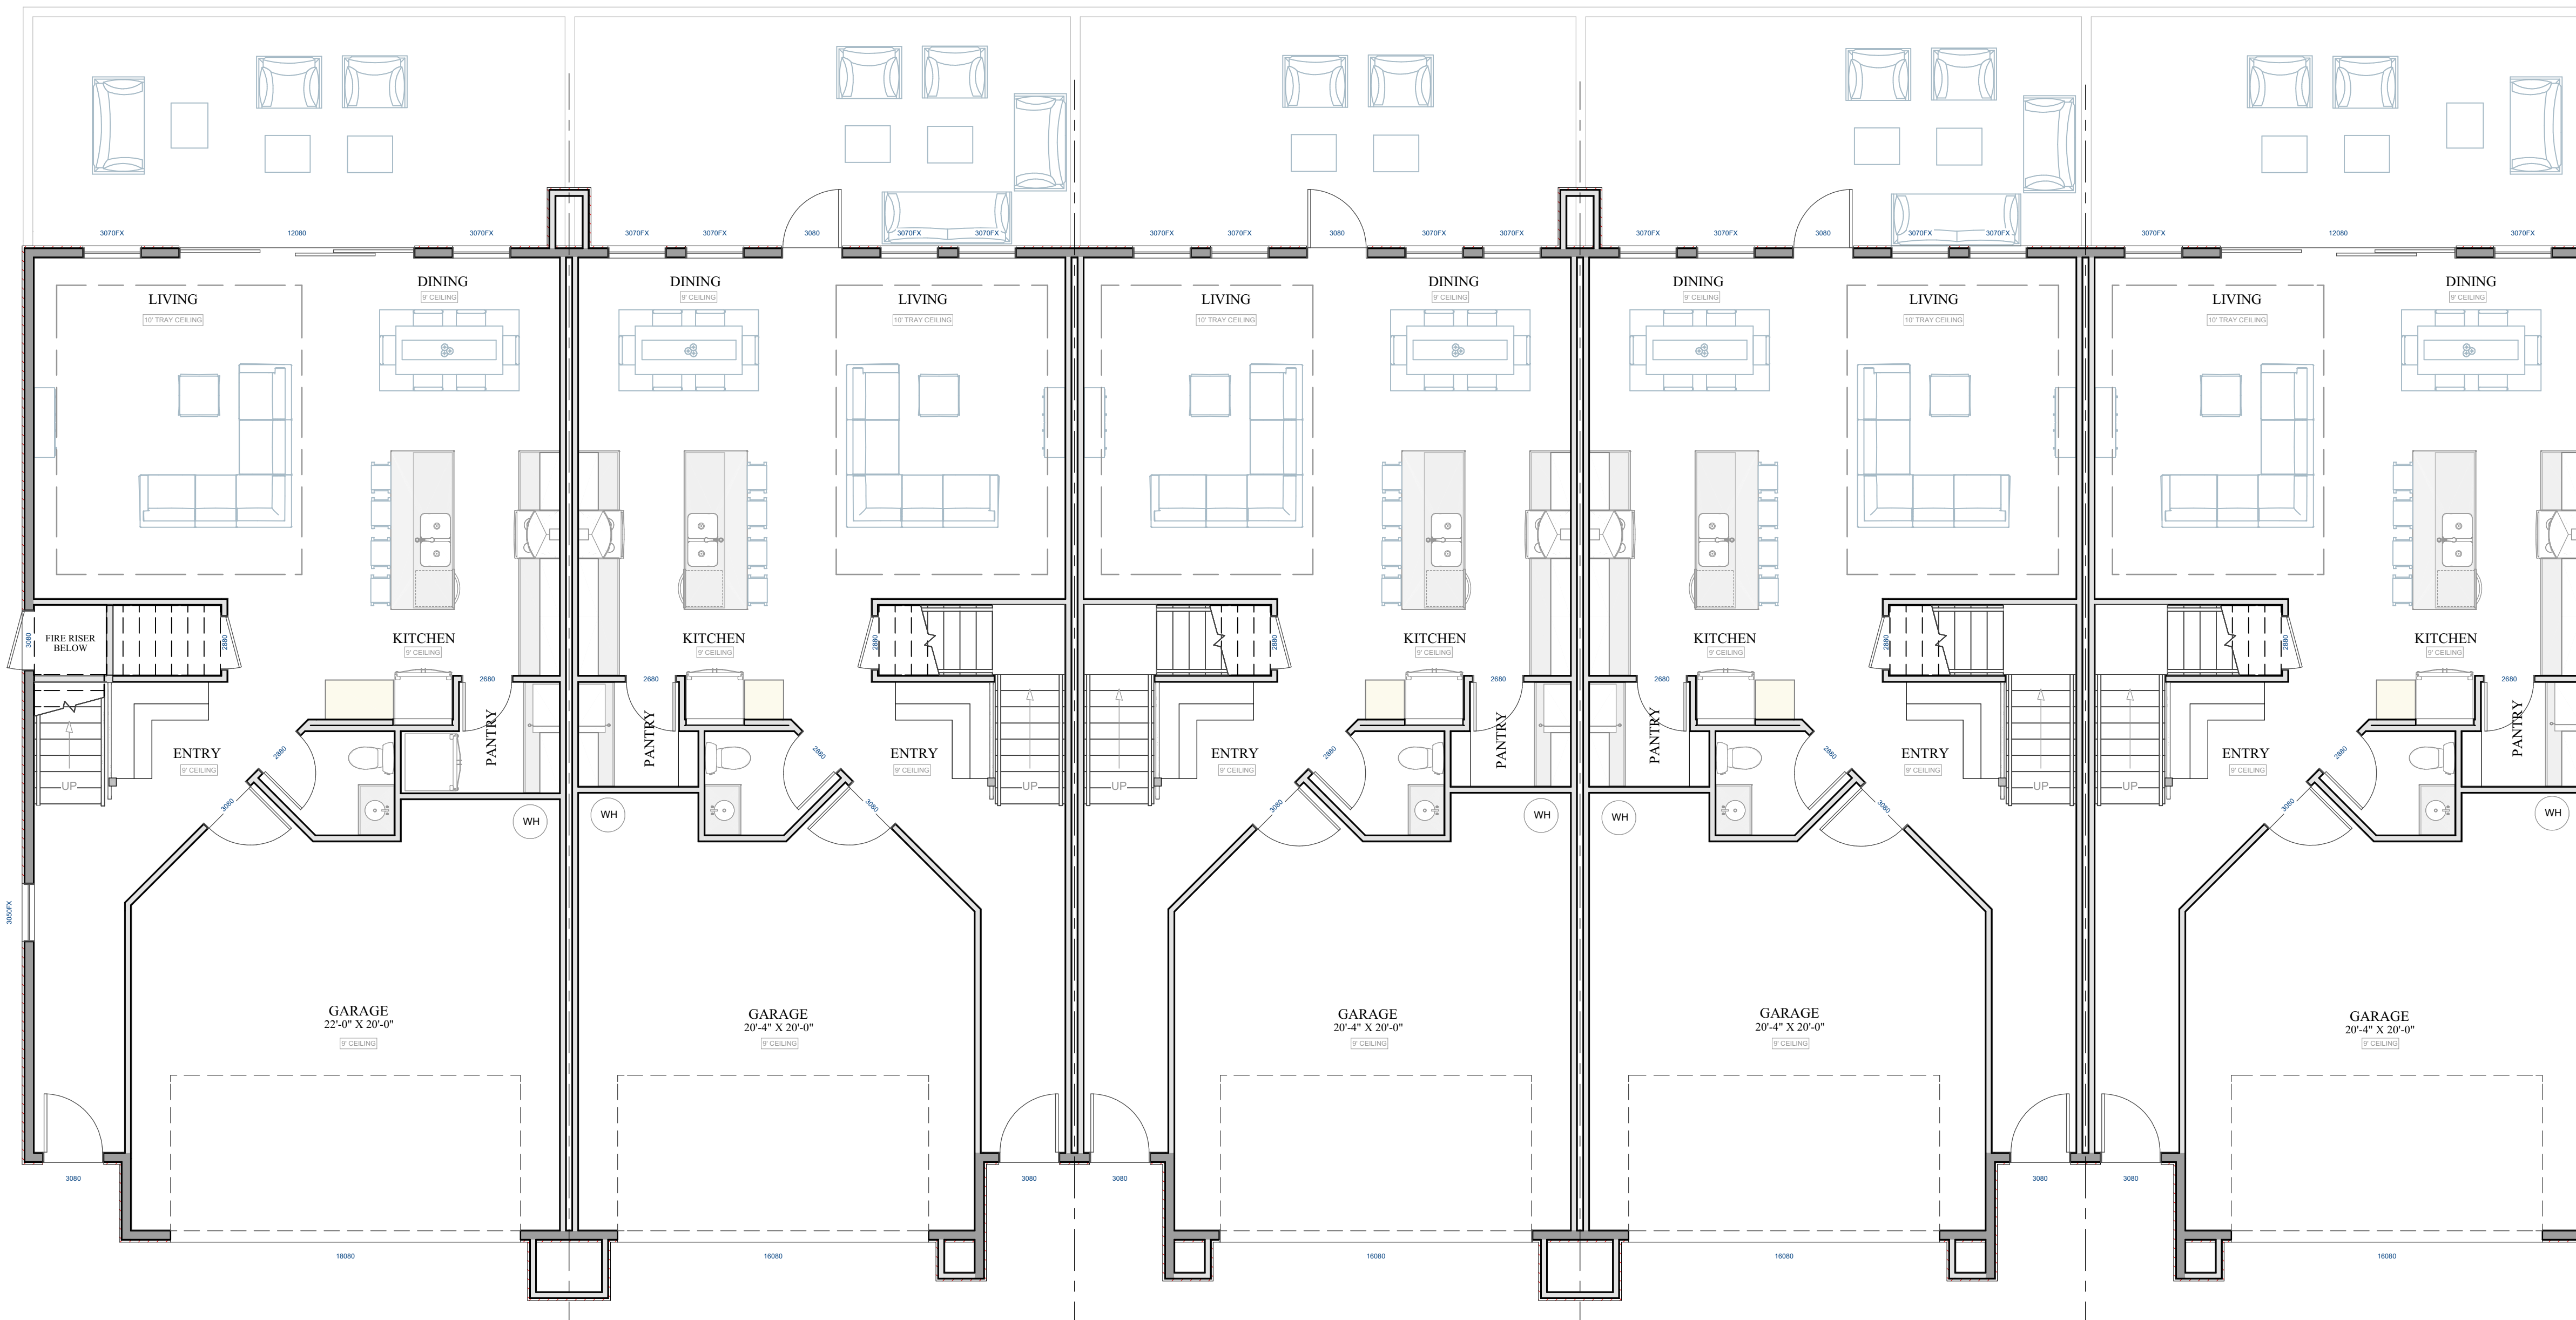 3070FX 12080 3070FX 3070FX 3070FX 3080 3070FX 3070FX 3070FX 3070FX 3080 3070FX 3070FX 3070FX 3070FX 3080 3070FX 3070FX 3070FX 12080 3070FX
DINING DINING DINING DINING DINING
9' CEILING 9' CEILING 9' CEILING 9' CEILING 9' CEILING
LIVING LIVING LIVING LIVING LIVING
10' TRAY CEILING 10' TRAY CEILING 10' TRAY CEILING 10' TRAY CEILING 10' TRAY CEILING
3080 FIRE RISER
BELOW
2880 2880 2880 2880 2880
KITCHEN KITCHEN KITCHEN KITCHEN KITCHEN
9' CEILING 9' CEILING 9' CEILING 9' CEILING 9' CEILING
2680 2680 2680 2680 2680
PANTRY PANTRY PANTRY PANTRY PANTRY
ENTRY ENTRY ENTRY ENTRY ENTRY
9' CEILING 9' CEILING 9' CEILING 9' CEILING 9' CEILING
2880 2880 2880 2880 2880
UP UP UP UP UP
3080 3080 3080 3080 3080
WH WH WH WH WH
3050FX
GARAGE GARAGE GARAGE GARAGE GARAGE
22'-0" X 20'-0" 20'-4" X 20'-0" 20'-4" X 20'-0" 20'-4" X 20'-0" 20'-4" X 20'-0"
9' CEILING 9' CEILING 9' CEILING 9' CEILING 9' CEILING
3080 3080 3080 3080 3080
18080 16080 16080 16080 16080